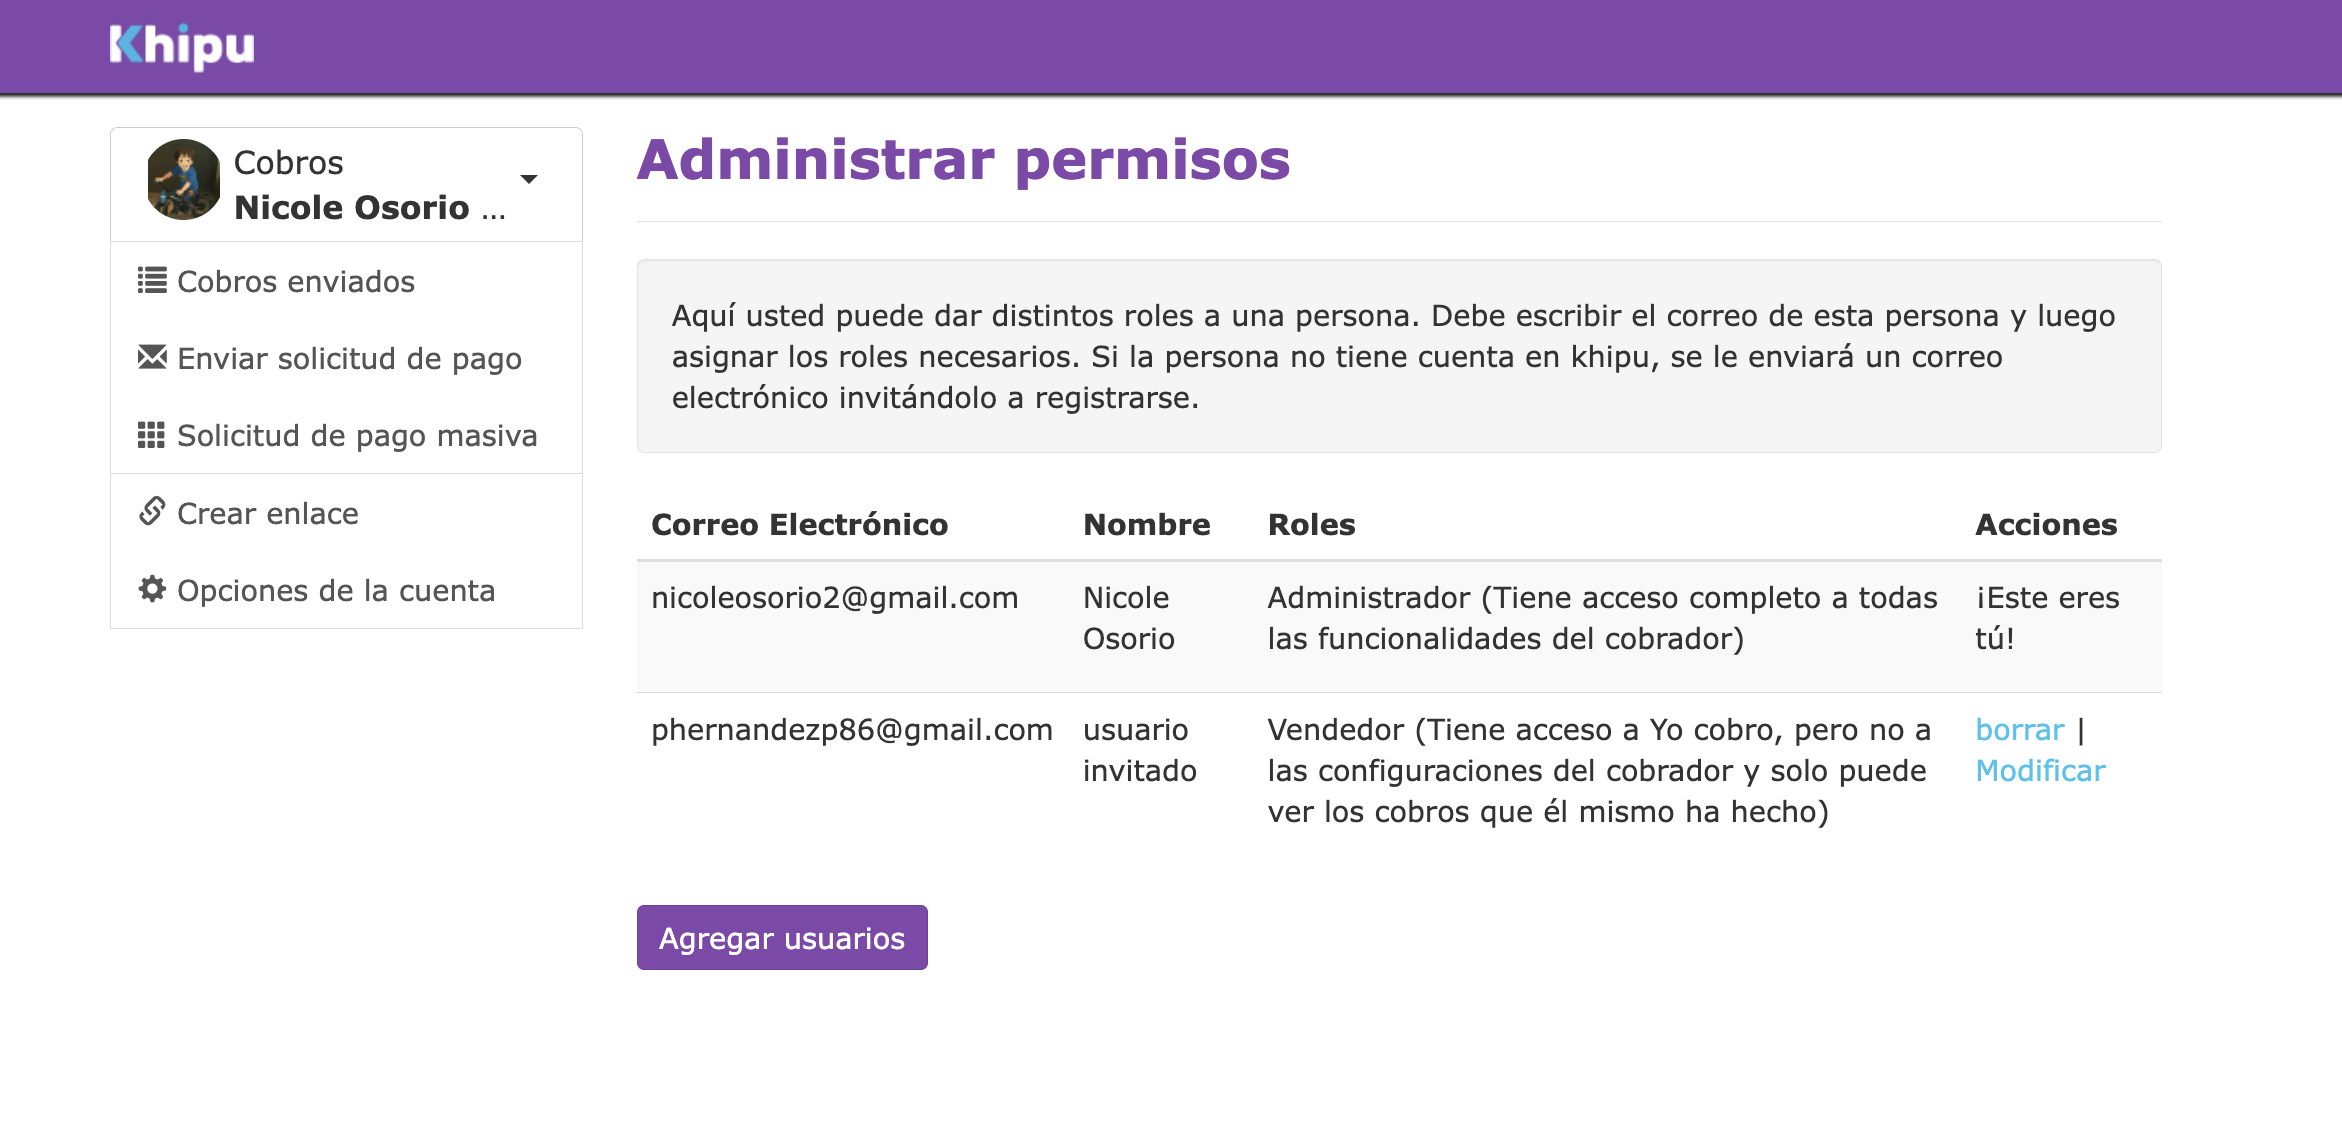 Khipu
Cobros
Nicole Osorio ...
Cobros enviados
Enviar solicitud de pago
Solicitud de pago masiva
Crear enlace
Opciones de la cuenta
Administrar permisos
Aquí usted puede dar distintos roles a una persona. Debe escribir el correo de esta persona y luego
asignar los roles necesarios. Si la persona no tiene cuenta en khipu, se le enviará un correo
electrónico invitándolo a registrarse.
Correo Electrónico Nombre Roles Acciones
nicoleosorio2@gmail.com Nicole Administrador (Tiene acceso completo a todas ¡Este eres
Osorio las funcionalidades del cobrador) tú!
phernandezp86@gmail.com usuario Vendedor (Tiene acceso a Yo cobro, pero no a borrar |
invitado las configuraciones del cobrador y solo puede Modificar
ver los cobros que él mismo ha hecho)
Agregar usuarios